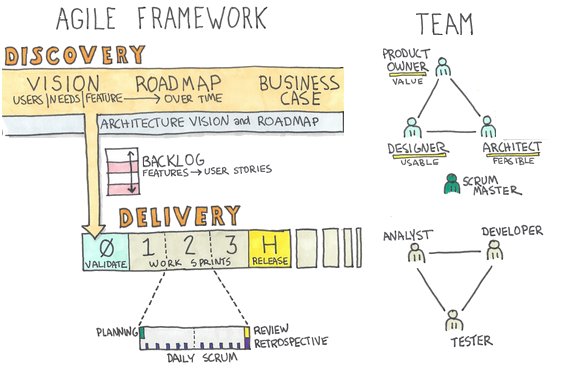 AGILE FRAMEWORK
DISCOVERY
VISION
USERS/NEEDS/FEATURE
ROADMAP
OVER TIME
BUSINESS
CASE
ARCHITECTURE VISION and ROADMAP
BACKLOG
FEATURES → USER STORIES
DELIVERY
Ø 1 2 3 H
VALIDATE WORK SPRINTS RELEASE
PLANNING
REVIEW
RETROSPECTIVE
DAILY SCRUM
TEAM
PRODUCT
OWNER
VALUE
DESIGNER
USABLE
ARCHITECT
FEASIBLE
SCRUM
MASTER
ANALYST
DEVELOPER
TESTER